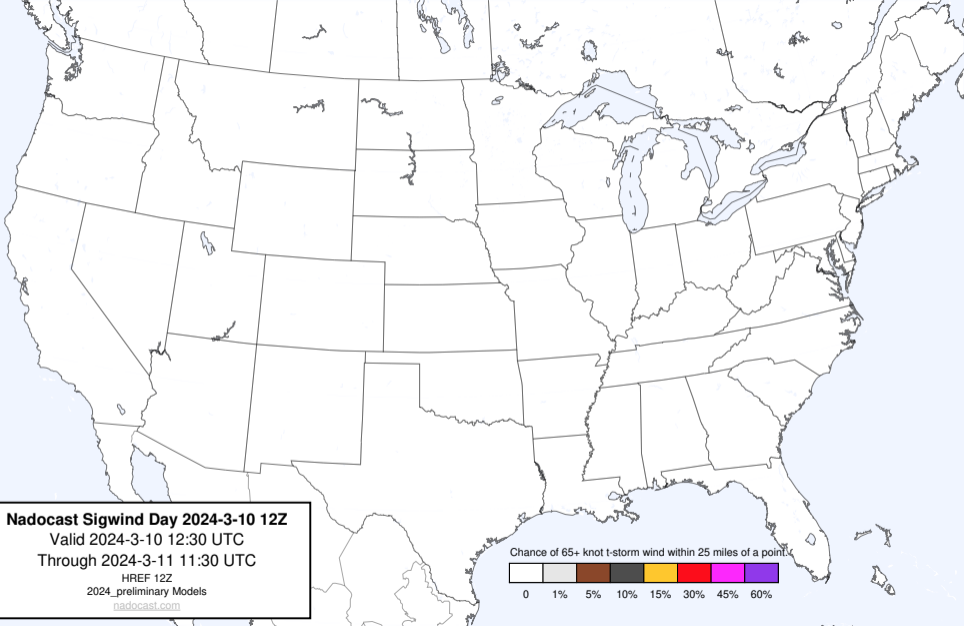 Nadocast Sigwind Day 2024-3-10 12Z
Valid 2024-3-10 12:30 UTC
Through 2024-3-11 11:30 UTC
HREF 12Z
2024_preliminary Models
nadocast.com
Chance of 65+ knot t-storm wind within 25 miles of a point.
0 1% 5% 10% 15% 30% 45% 60%